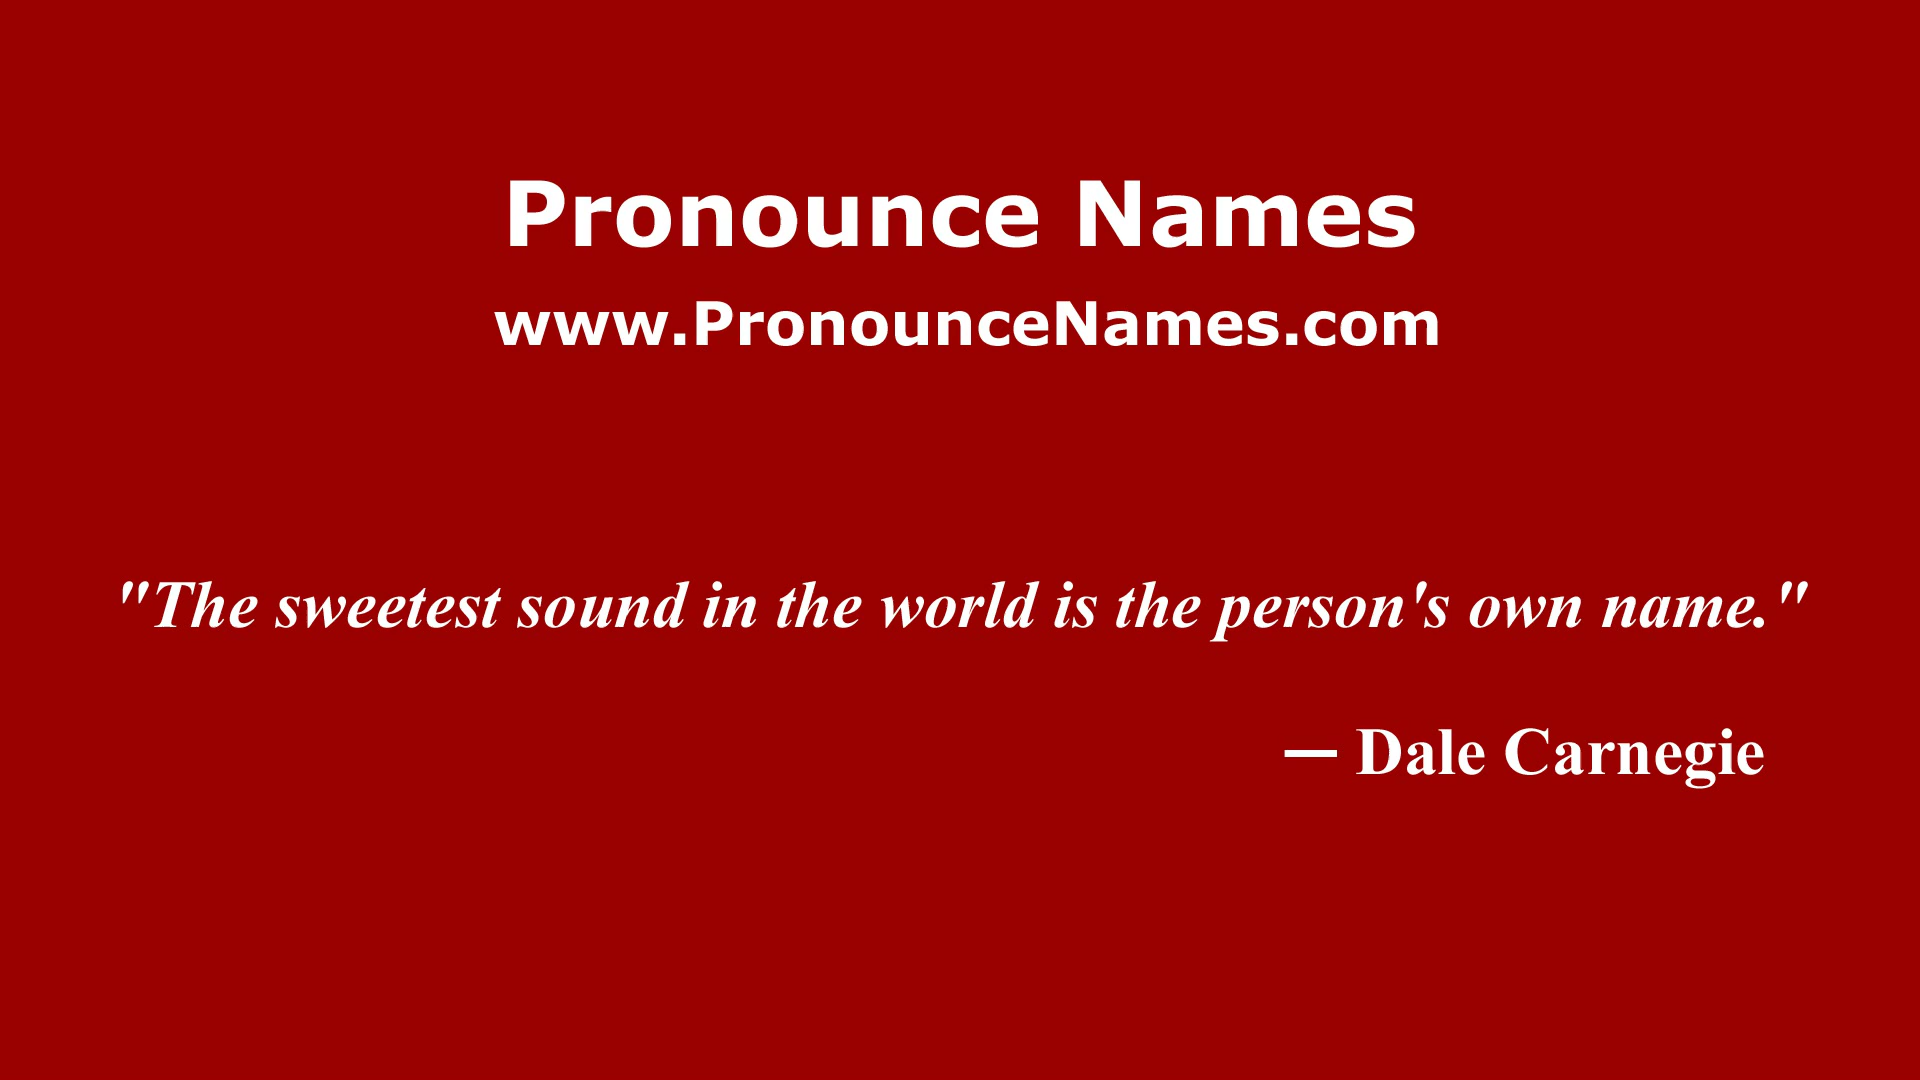 Pronounce Names
www.PronounceNames.com
"The sweetest sound in the world is the person's own name."
— Dale Carnegie